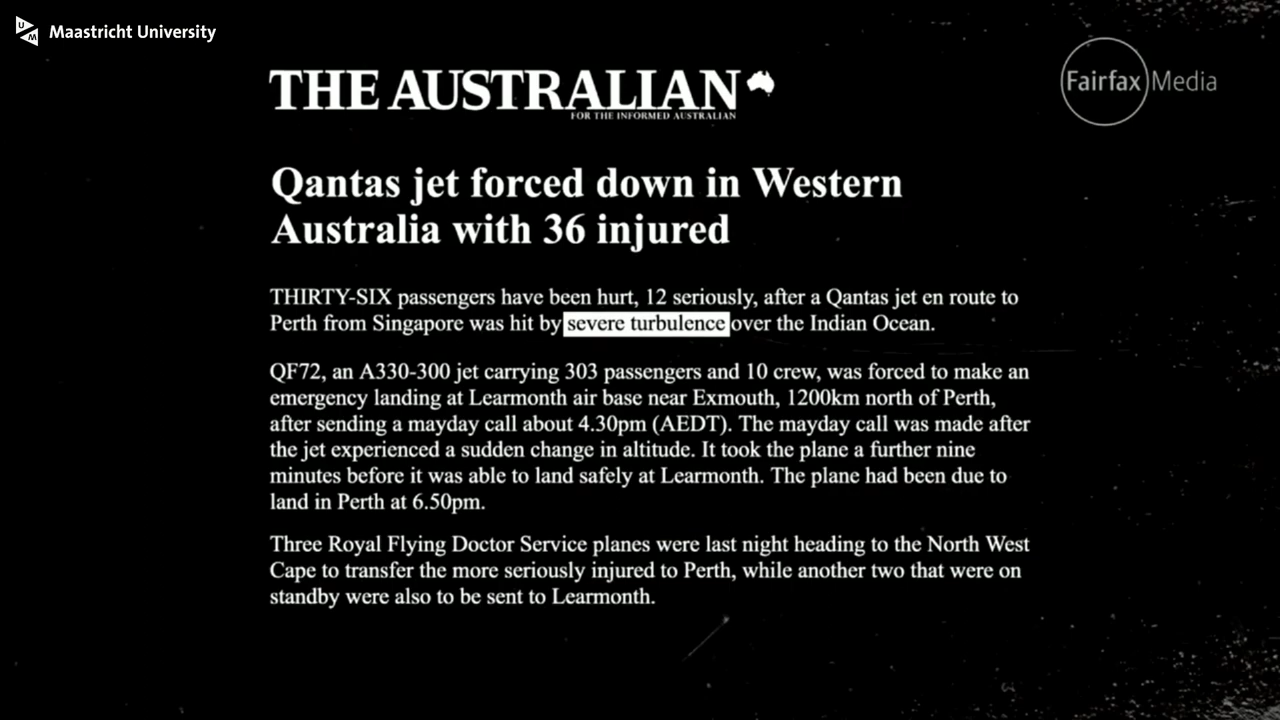 UM Maastricht University
THE AUSTRALIAN
FOR THE INFORMED AUSTRALIAN
Fairfax Media
Qantas jet forced down in Western
Australia with 36 injured
THIRTY-SIX passengers have been hurt, 12 seriously, after a Qantas jet en route to
Perth from Singapore was hit by severe turbulence over the Indian Ocean.
QF72, an A330-300 jet carrying 303 passengers and 10 crew, was forced to make an
emergency landing at Learmonth air base near Exmouth, 1200km north of Perth,
after sending a mayday call about 4.30pm (AEDT). The mayday call was made after
the jet experienced a sudden change in altitude. It took the plane a further nine
minutes before it was able to land safely at Learmonth. The plane had been due to
land in Perth at 6.50pm.
Three Royal Flying Doctor Service planes were last night heading to the North West
Cape to transfer the more seriously injured to Perth, while another two that were on
standby were also to be sent to Learmonth.